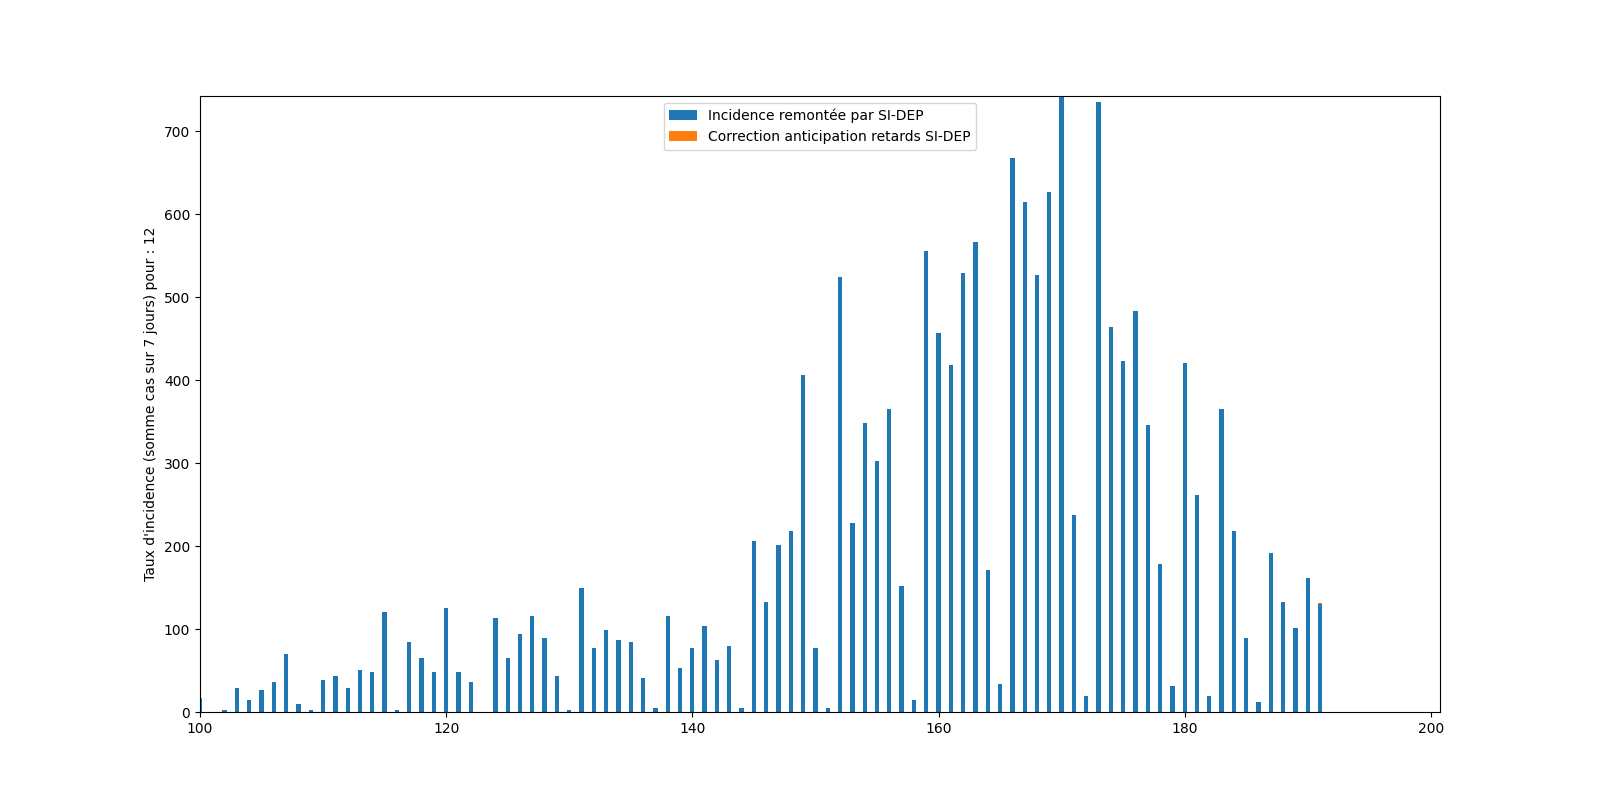 Incidence remontée par SI-DEP
Correction anticipation retards SI-DEP
Taux d'incidence (somme cas sur 7 jours) pour : 12
700
600
500
400
300
200
100
0
100 120 140 160 180 200